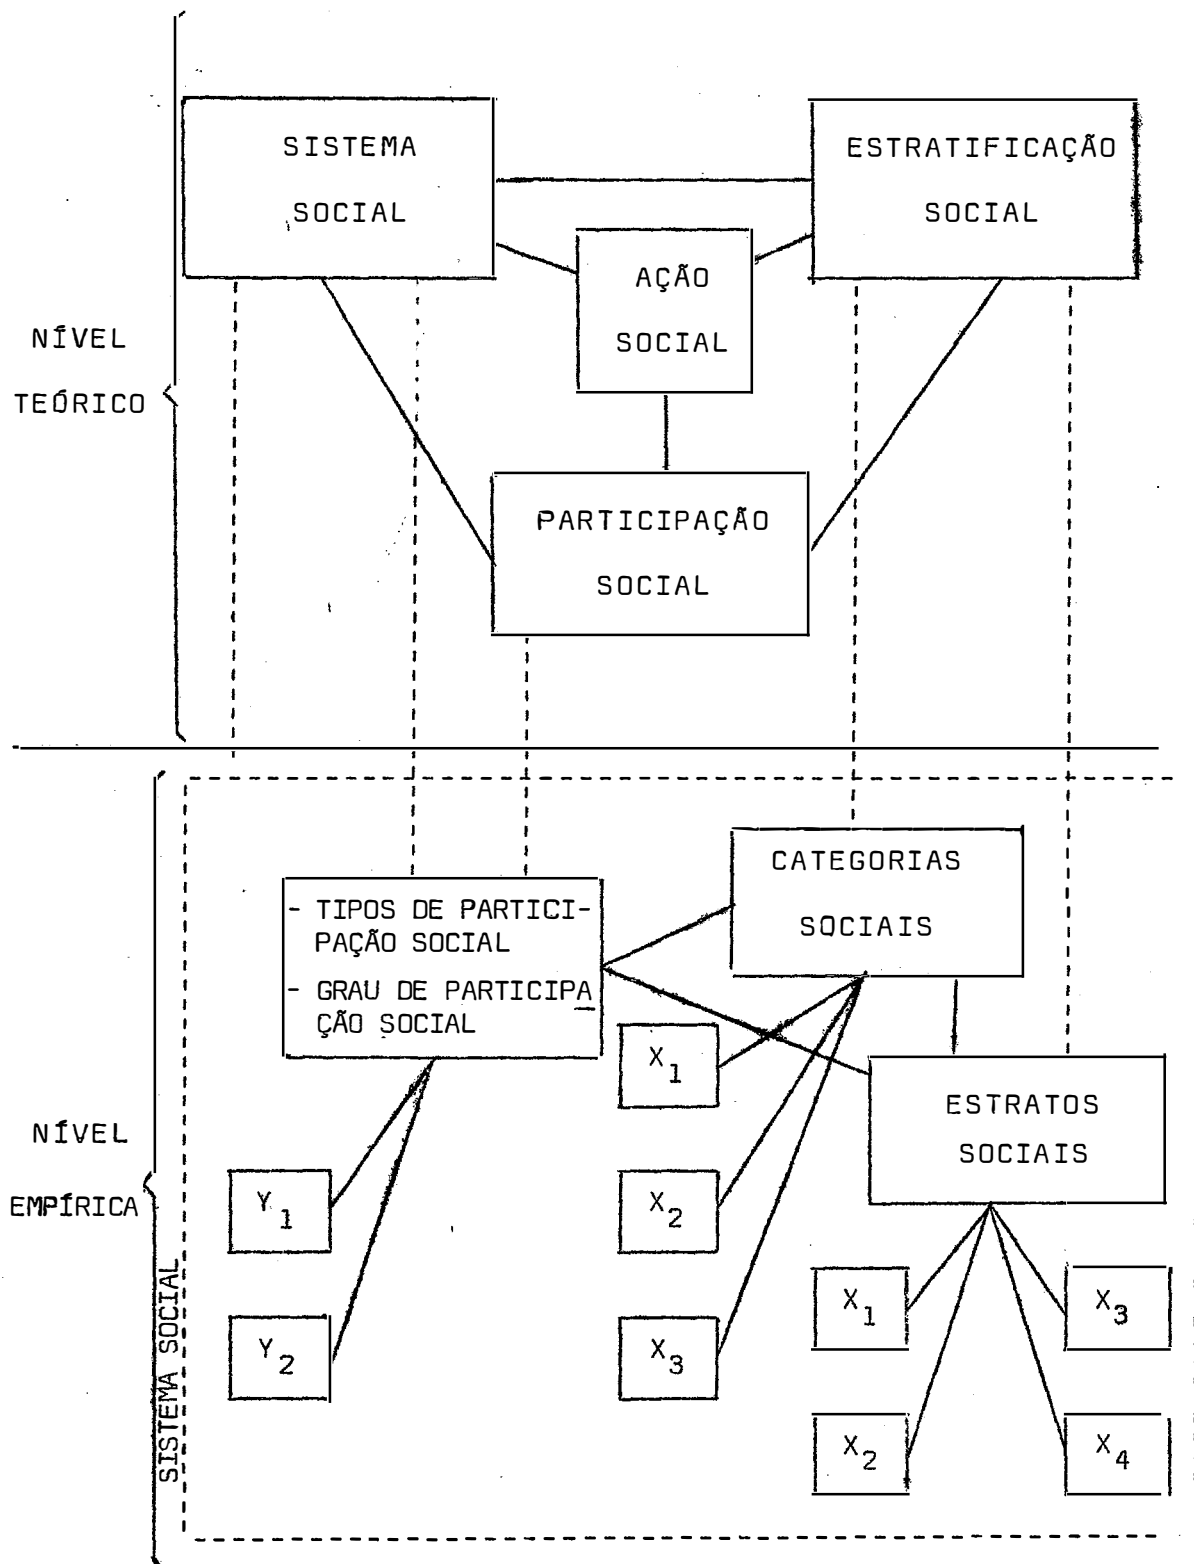 SISTEMA
SOCIAL
ESTRATIFICAÇÃO
SOCIAL
AÇÃO
SOCIAL
NÍVEL
TEÓRICO
PARTICIPAÇÃO
SOCIAL
CATEGORIAS
SOCIAIS
- TIPOS DE PARTICI-
PAÇÃO SOCIAL
- GRAU DE PARTICIPA
ÇÃO SOCIAL
X1
ESTRATOS
SOCIAIS
NÍVEL
EMPÍRICA
Y1
X2
SISTEMA SOCIAL
X1
X3
Y2
X3
X2
X4